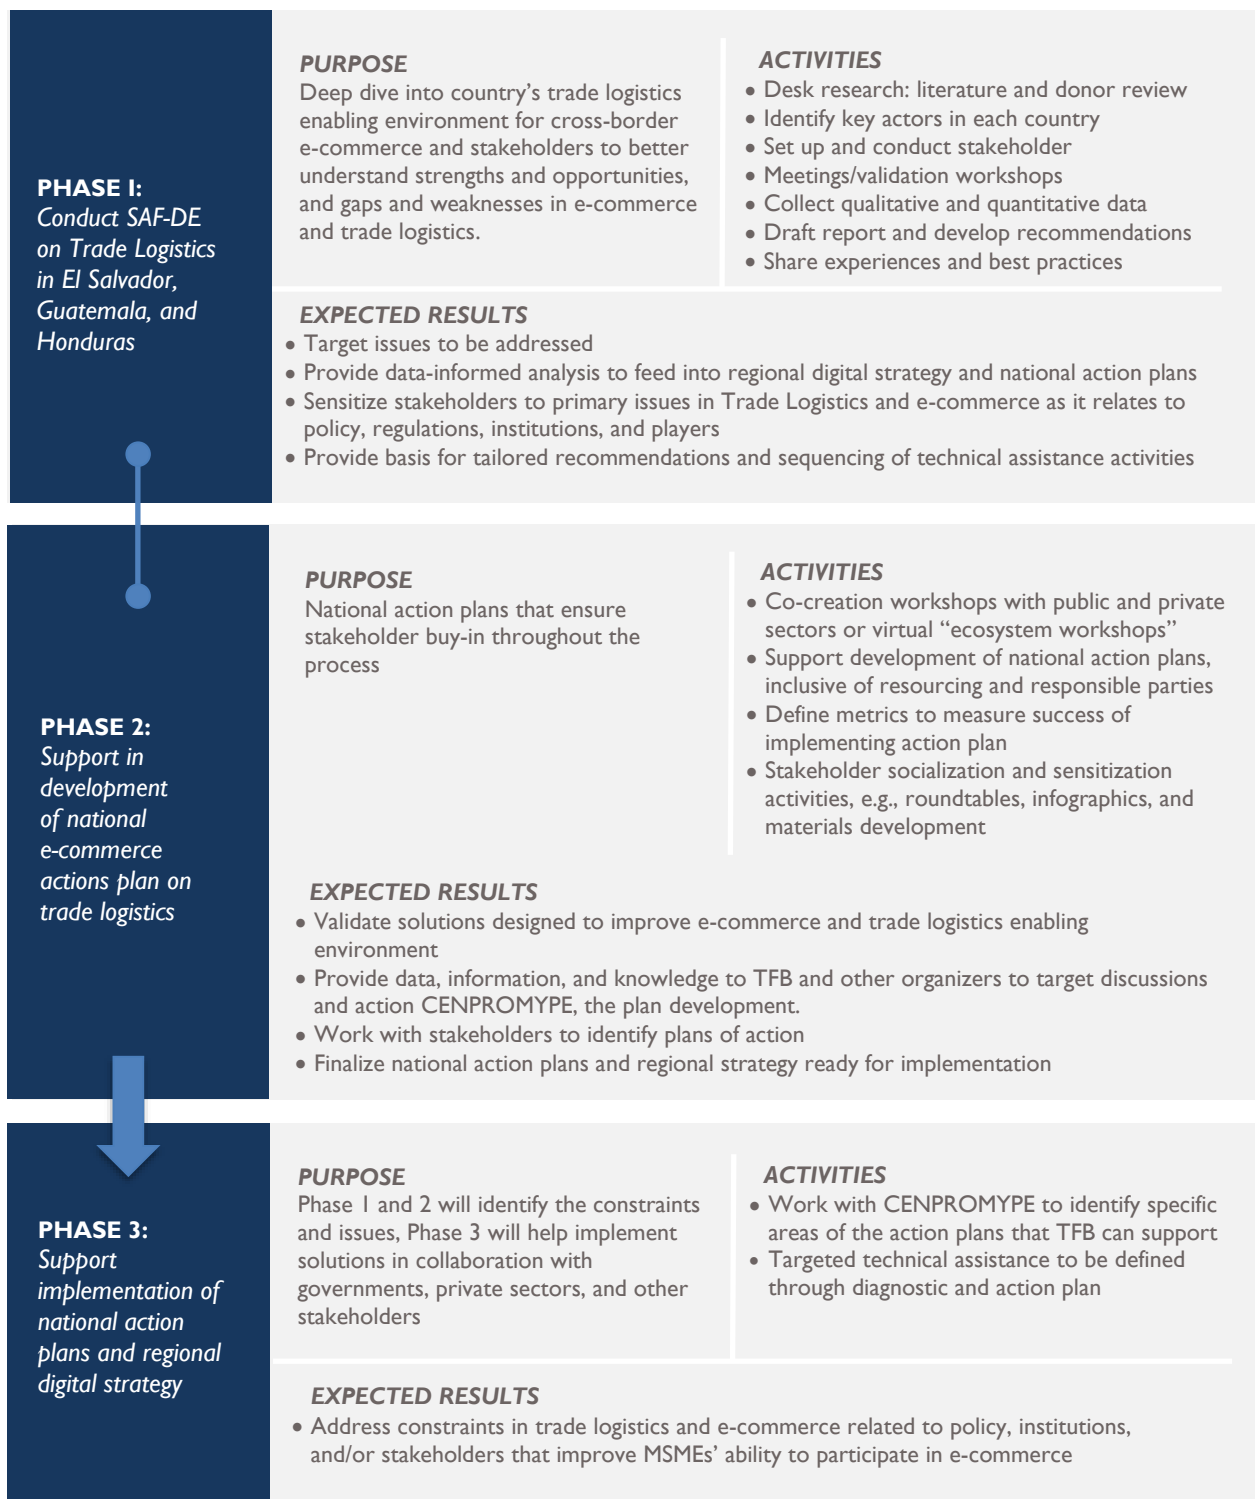 PHASE 1:
Conduct SAF-DE
on Trade Logistics
in El Salvador,
Guatemala, and
Honduras
PURPOSE
Deep dive into country’s trade logistics
enabling environment for cross-border
e-commerce and stakeholders to better
understand strengths and opportunities,
and gaps and weaknesses in e-commerce
and trade logistics.
ACTIVITIES
• Desk research: literature and donor review
• Identify key actors in each country
• Set up and conduct stakeholder
• Meetings/validation workshops
• Collect qualitative and quantitative data
• Draft report and develop recommendations
• Share experiences and best practices
EXPECTED RESULTS
• Target issues to be addressed
• Provide data-informed analysis to feed into regional digital strategy and national action plans
• Sensitize stakeholders to primary issues in Trade Logistics and e-commerce as it relates to
policy, regulations, institutions, and players
• Provide basis for tailored recommendations and sequencing of technical assistance activities
PHASE 2:
Support in
development
of national
e-commerce
actions plan on
trade logistics
PURPOSE
National action plans that ensure
stakeholder buy-in throughout the
process
ACTIVITIES
• Co-creation workshops with public and private
sectors or virtual “ecosystem workshops”
• Support development of national action plans,
inclusive of resourcing and responsible parties
• Define metrics to measure success of
implementing action plan
• Stakeholder socialization and sensitization
activities, e.g., roundtables, infographics, and
materials development
EXPECTED RESULTS
• Validate solutions designed to improve e-commerce and trade logistics enabling
environment
• Provide data, information, and knowledge to TFB and other organizers to target discussions
and action CENPROMYPE, the plan development.
• Work with stakeholders to identify plans of action
• Finalize national action plans and regional strategy ready for implementation
PHASE 3:
Support
implementation of
national action
plans and regional
digital strategy
PURPOSE
Phase 1 and 2 will identify the constraints
and issues, Phase 3 will help implement
solutions in collaboration with
governments, private sectors, and other
stakeholders
ACTIVITIES
• Work with CENPROMYPE to identify specific
areas of the action plans that TFB can support
• Targeted technical assistance to be defined
through diagnostic and action plan
EXPECTED RESULTS
• Address constraints in trade logistics and e-commerce related to policy, institutions,
and/or stakeholders that improve MSMEs’ ability to participate in e-commerce